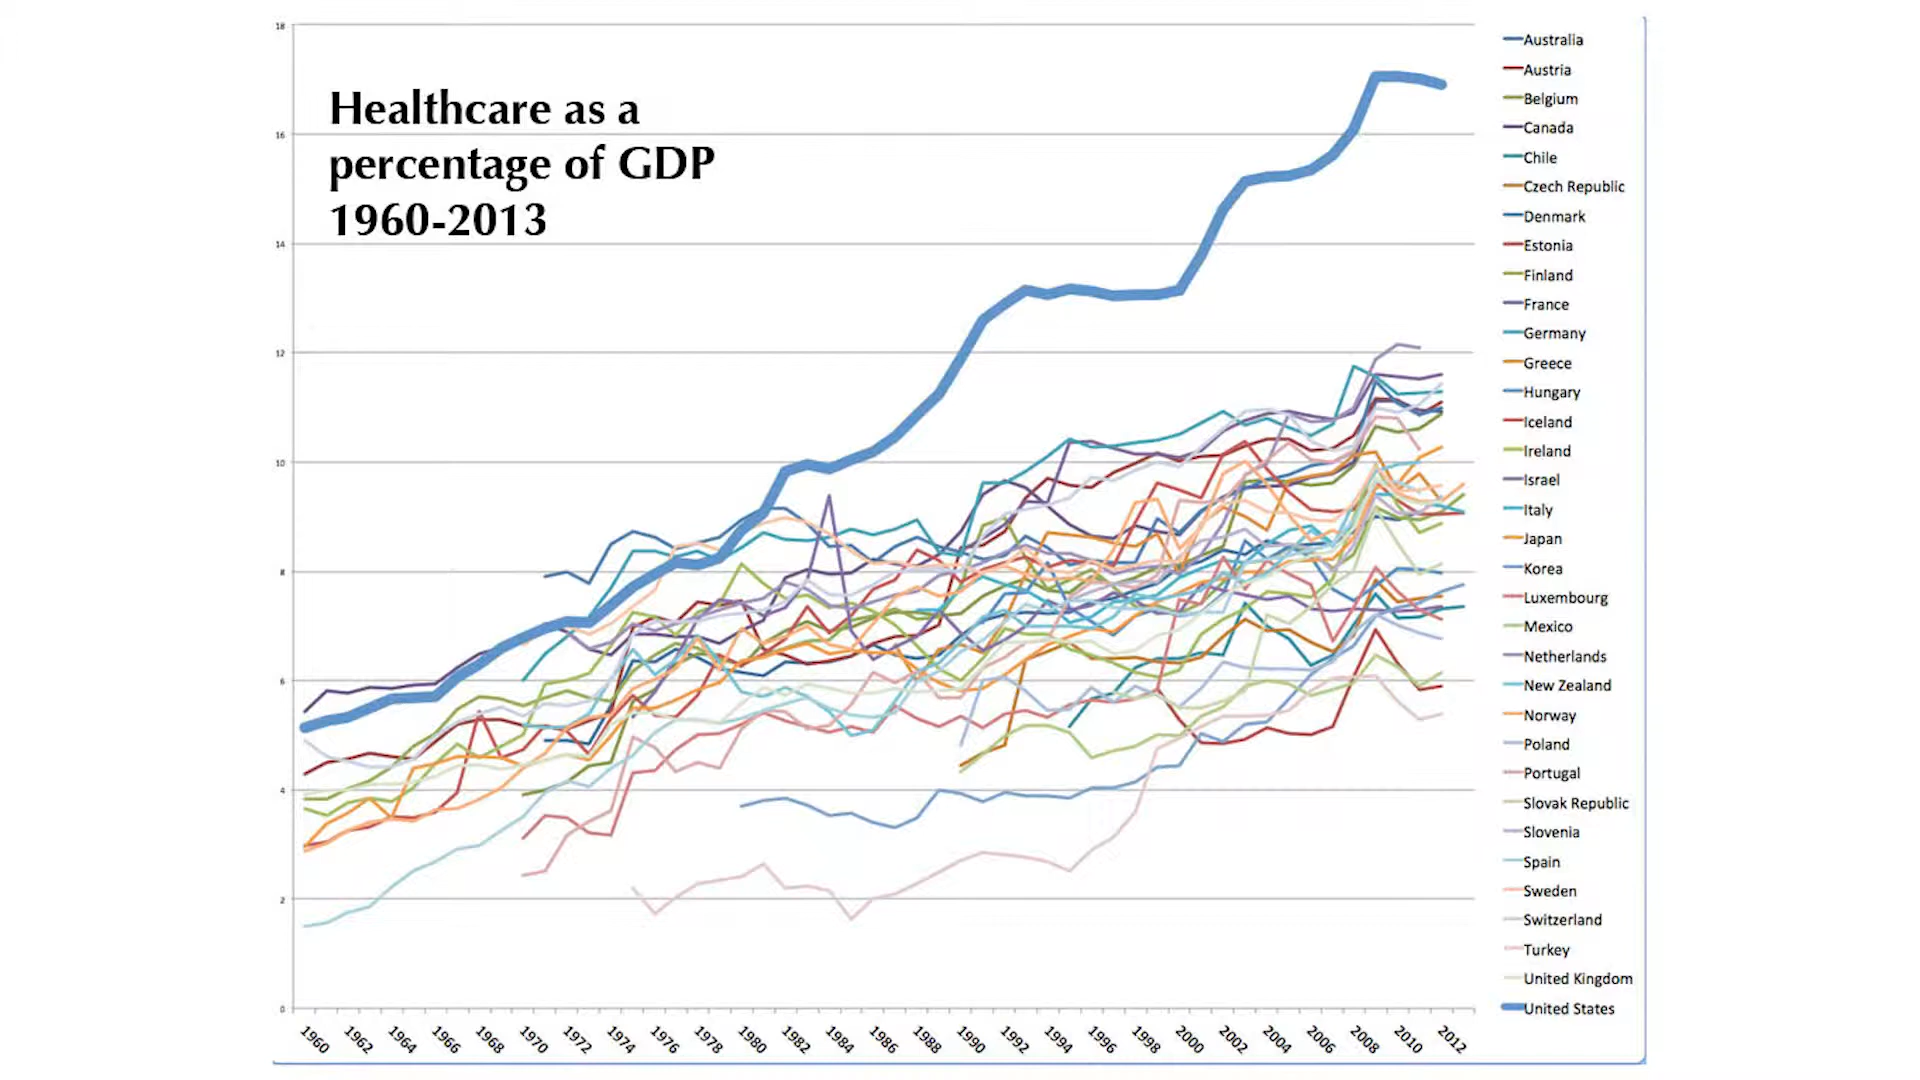 Healthcare as a
percentage of GDP
1960-2013
18
16
14
12
10
8
6
4
2
0
1960
1962
1964
1966
1968
1970
1972
1974
1976
1978
1980
1982
1984
1986
1988
1990
1992
1994
1996
1998
2000
2002
2004
2006
2008
2010
2012
Australia
Austria
Belgium
Canada
Chile
Czech Republic
Denmark
Estonia
Finland
France
Germany
Greece
Hungary
Iceland
Ireland
Israel
Italy
Japan
Korea
Luxembourg
Mexico
Netherlands
New Zealand
Norway
Poland
Portugal
Slovak Republic
Slovenia
Spain
Sweden
Switzerland
Turkey
United Kingdom
United States